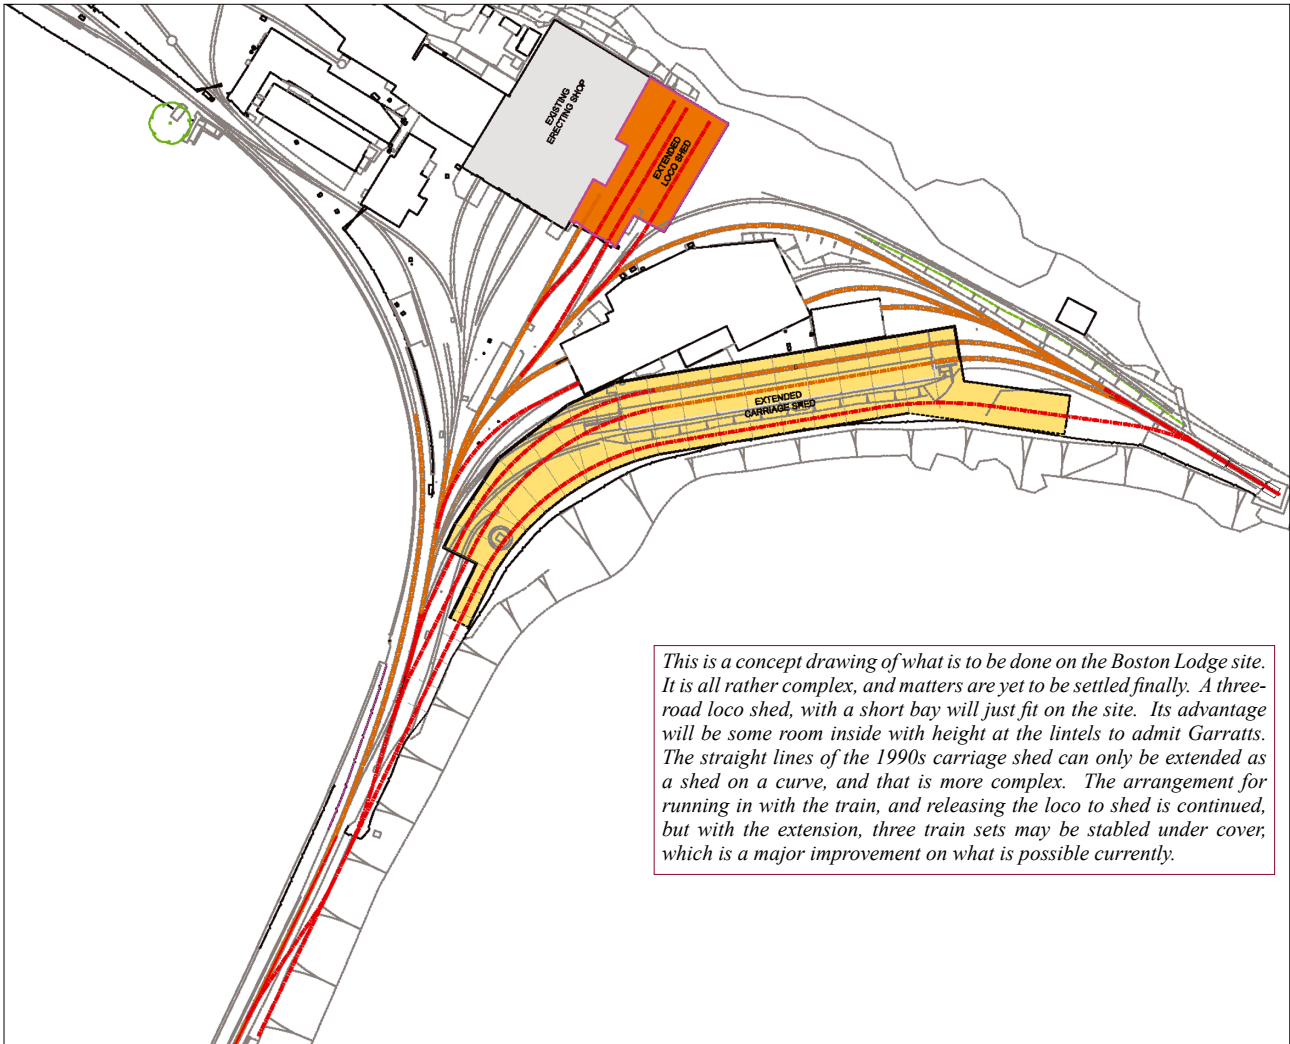 EXISTING
ERECTING SHOP
EXTENDED
LOCO SHED
EXTENDED
CARRIAGE SHED
This is a concept drawing of what is to be done on the Boston Lodge site.
It is all rather complex, and matters are yet to be settled finally. A three-
road loco shed, with a short bay will just fit on the site. Its advantage
will be some room inside with height at the lintels to admit Garratts.
The straight lines of the 1990s carriage shed can only be extended as
a shed on a curve, and that is more complex. The arrangement for
running in with the train, and releasing the loco to shed is continued,
but with the extension, three train sets may be stabled under cover,
which is a major improvement on what is possible currently.